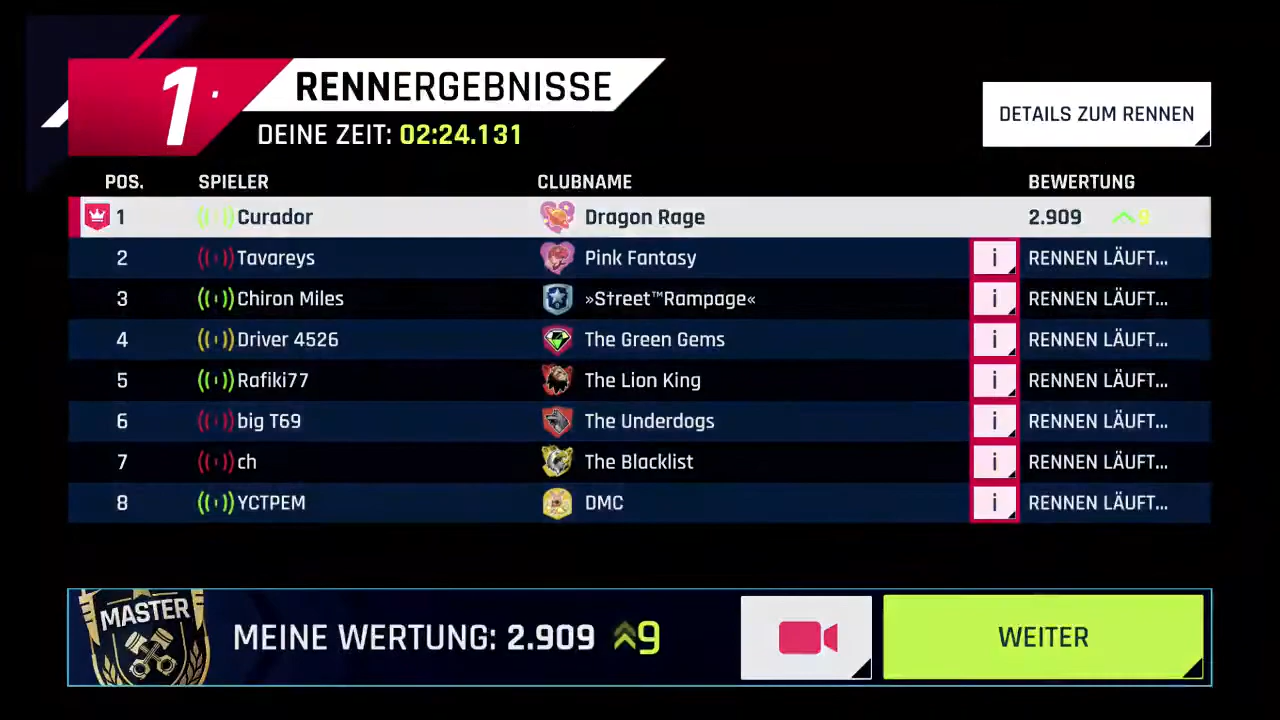 1.
RENNERGEBNISSE
DEINE ZEIT: 02:24.131
DETAILS ZUM RENNEN
POS. SPIELER CLUBNAME BEWERTUNG
1 Curador Dragon Rage 2.909 9
2 Tavareys Pink Fantasy i RENNEN LÄUFT...
3 Chiron Miles »S†reet™Rampage« i RENNEN LÄUFT...
4 Driver 4526 The Green Gems i RENNEN LÄUFT...
5 Rafiki77 The Lion King i RENNEN LÄUFT...
6 big T69 The Underdogs i RENNEN LÄUFT...
7 ch The Blacklist i RENNEN LÄUFT...
8 YCTPEM DMC i RENNEN LÄUFT...
MASTER
MEINE WERTUNG: 2.909 9
WEITER